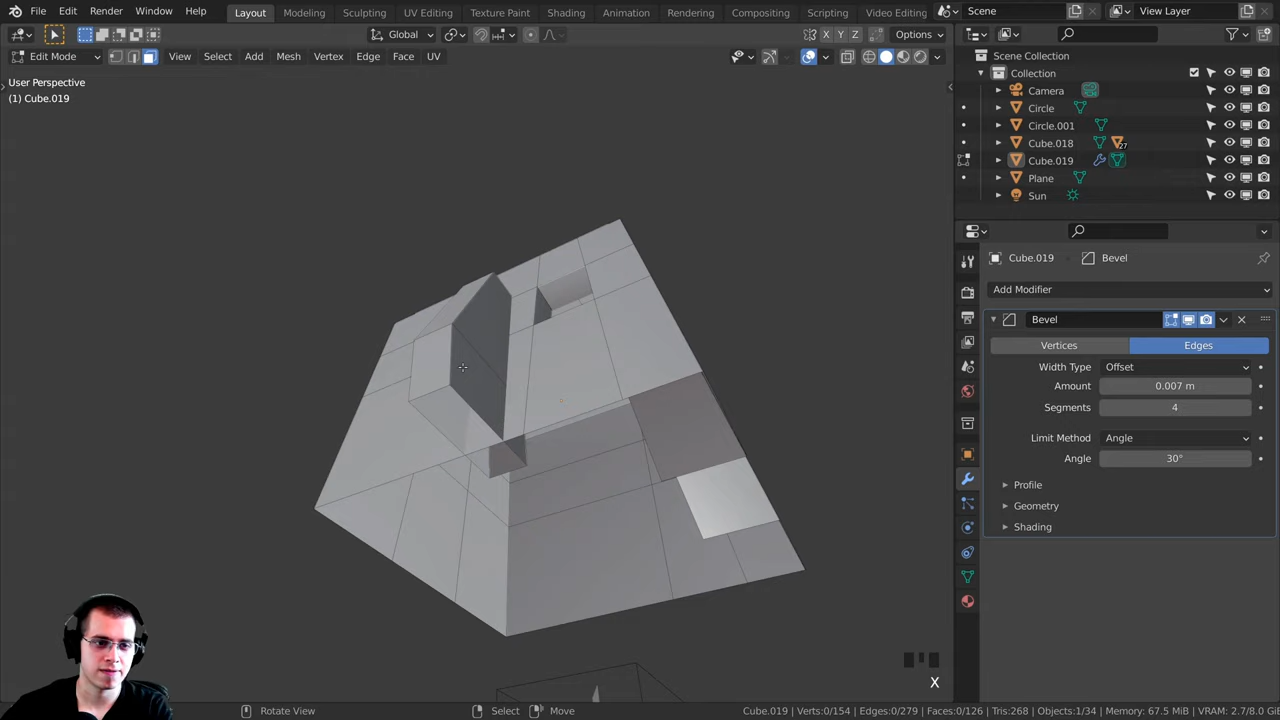 File Edit Render Window Help Layout Modeling Sculpting UV Editing Texture Paint Shading Animation Rendering Compositing Scripting Video Editing Scene View Layer
Global X Y Z Options
Edit Mode View Select Add Mesh Vertex Edge Face UV
User Perspective
(1) Cube.019
Scene Collection
Collection
Camera
Circle
Circle.001
Cube.018 27
Cube.019
Plane
Sun
Cube.019 Bevel
Add Modifier
Bevel
Vertices Edges
Width Type Offset
Amount 0.007 m
Segments 4
Limit Method Angle
Angle 30°
Profile
Geometry
Shading
X
Rotate View Select Move Cube.019 | Verts:0/154 | Edges:0/279 | Faces:0/126 | Tris:268 | Objects:1/34 | Memory: 67.5 MiB | VRAM: 2.7/8.0 Gi